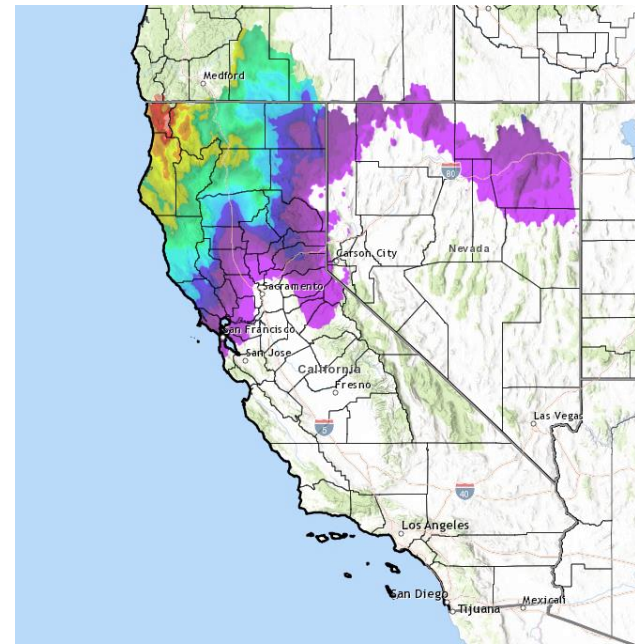 Medford
80
Carson City
Nevada
Sacramento
San Francisco
San Jose
California
Fresno
5
Las Vegas
40
Los Angeles
San Diego
Tijuana
Mexicali